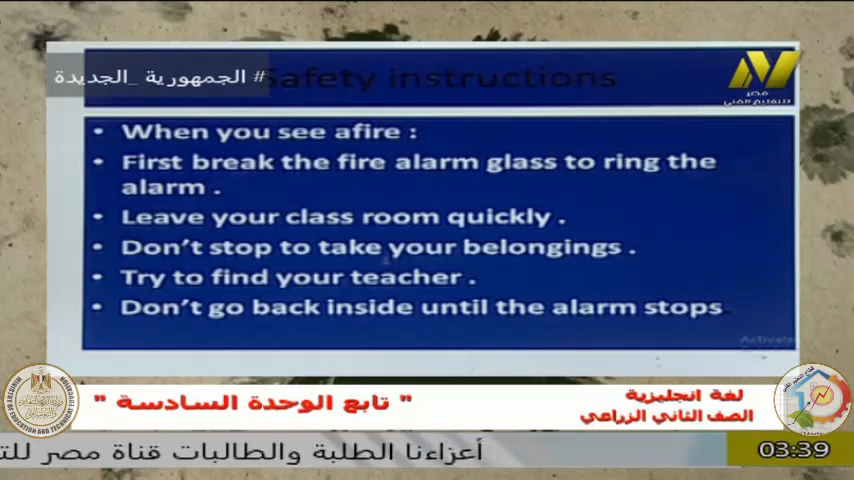 # الجمهورية _الجديدة
Safety instructions
مصر
للتعليم الفني
• When you see afire :
• First break the fire alarm glass to ring the
alarm .
• Leave your class room quickly .
• Don't stop to take your belongings .
• Try to find your teacher .
• Don't go back inside until the alarm stops
Activate
لغة انجليزية
الصف الثاني الزراعي
" تابع الوحدة السادسة "
أعزاءنا الطلبة والطالبات قناة مصر للت
03:39